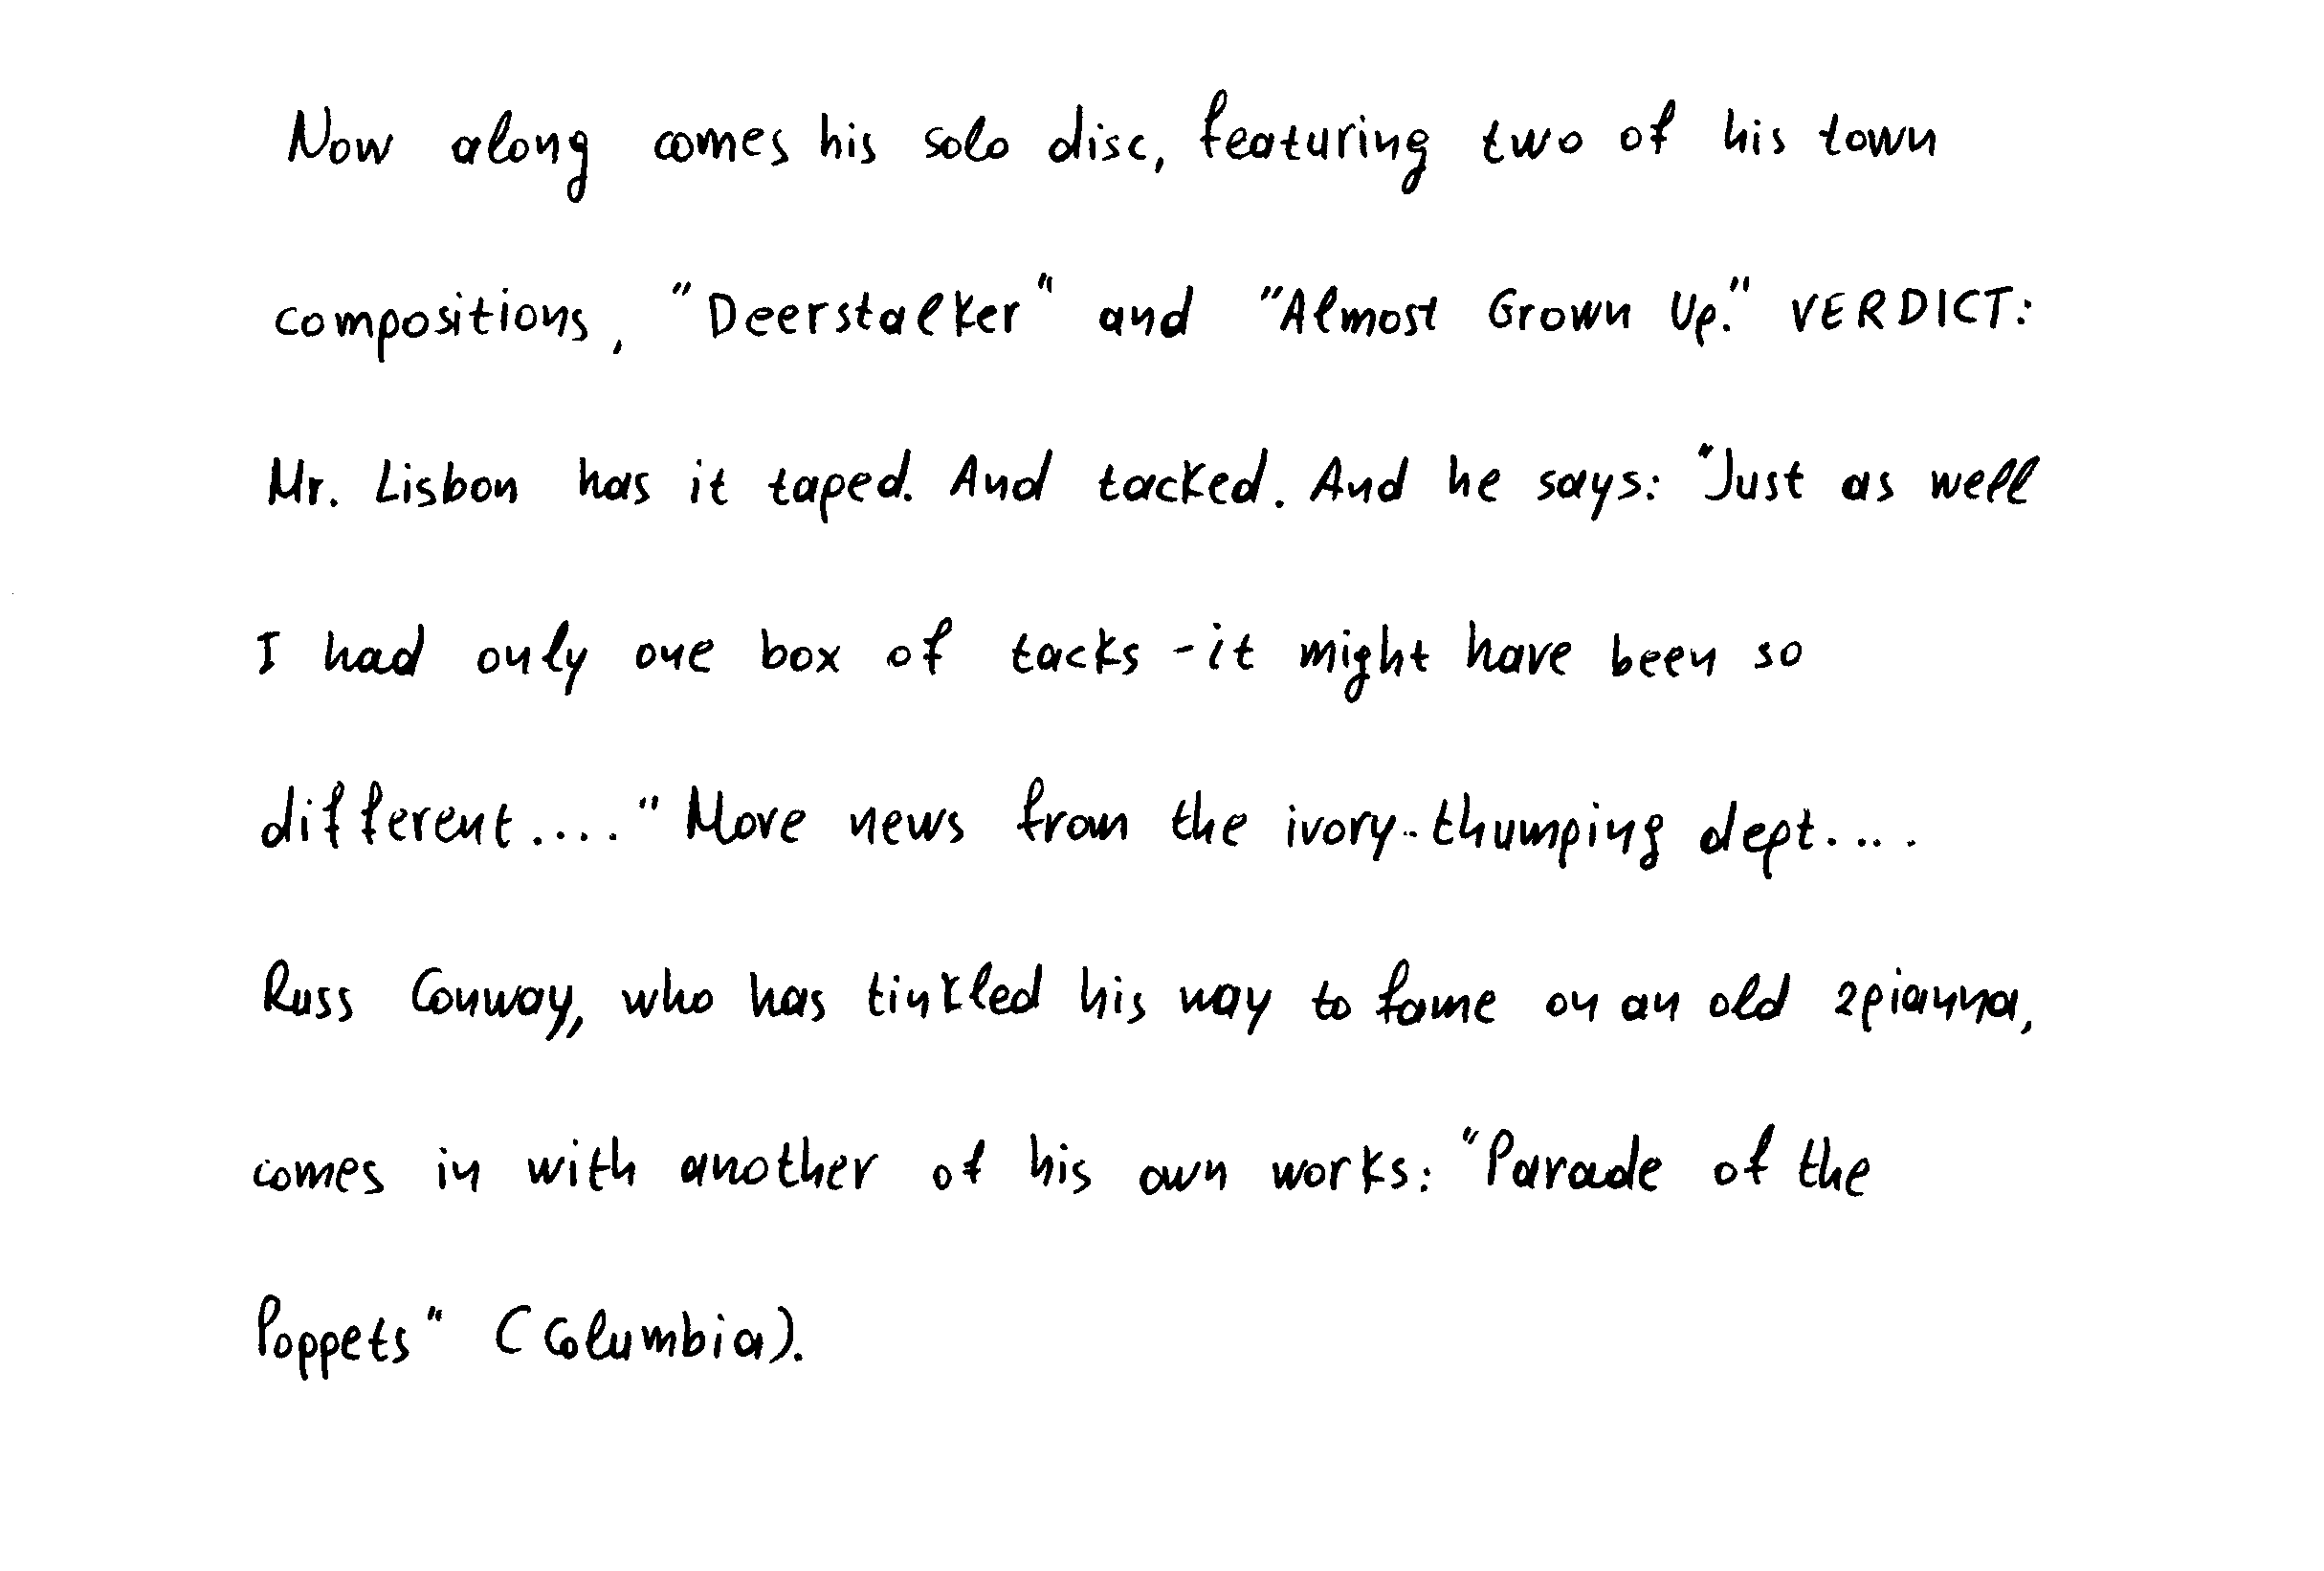 Now along comes his solo disc, featuring two of his town
compositions, "Deerstalker" and "Almost Grown Up." VERDICT:
Mr. Lisbon has it taped. And tacked. And he says: "Just as well
I had only one box of tacks - it might have been so
different...." More news from the ivory-thumping dept....
Russ Conway, who has tinkled his way to fame on an old 2pianna,
comes in with another of his own works: "Parade of the
Poppets" (Columbia).